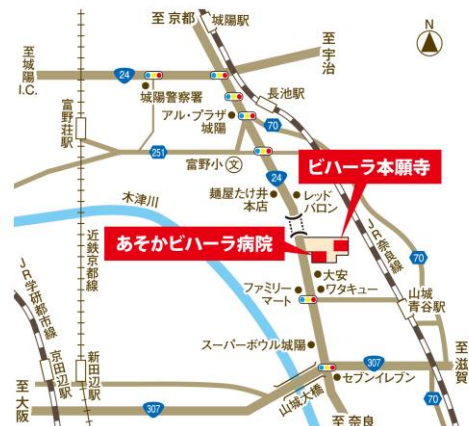 至京都
城陽駅
N
至城陽
I.C.
24
至宇治
城陽警察署
長池駅
アル・プラザ
城陽
70
富野荘駅
251
富野小
文
24
ビハーラ本願寺
木津川
麺屋たけ井
本店
レッド
バロン
近鉄京都線
あそかビハーラ病院
JR奈良線
70
大安
ワタキュー
ファミリー
マート
山城
青谷駅
JR学研都市線
京田辺駅
新田辺駅
スーパーボウル城陽
307
至滋賀
至大阪
307
山城大橋
セブンイレブン
70
至奈良